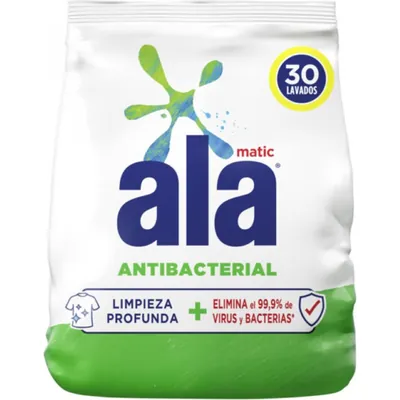 30
LAVADOS
matic
ala®
ANTIBACTERIAL
LIMPIEZA
PROFUNDA
+
ELIMINA el 99,9% de
VIRUS y BACTERIAS*